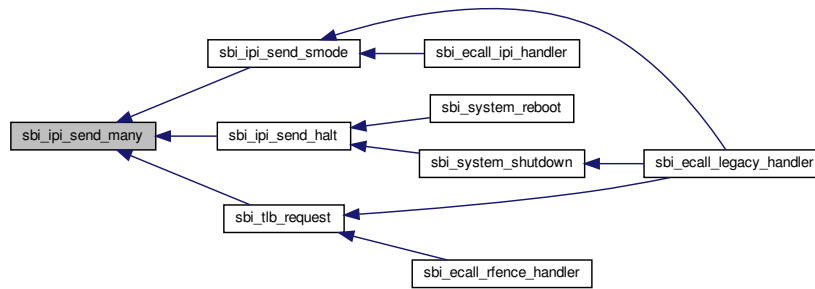 sbi_ipi_send_smode
sbi_ecall_ipi_handler
sbi_system_reboot
sbi_ipi_send_many
sbi_ipi_send_halt
sbi_system_shutdown
sbi_ecall_legacy_handler
sbi_tlb_request
sbi_ecall_rfence_handler